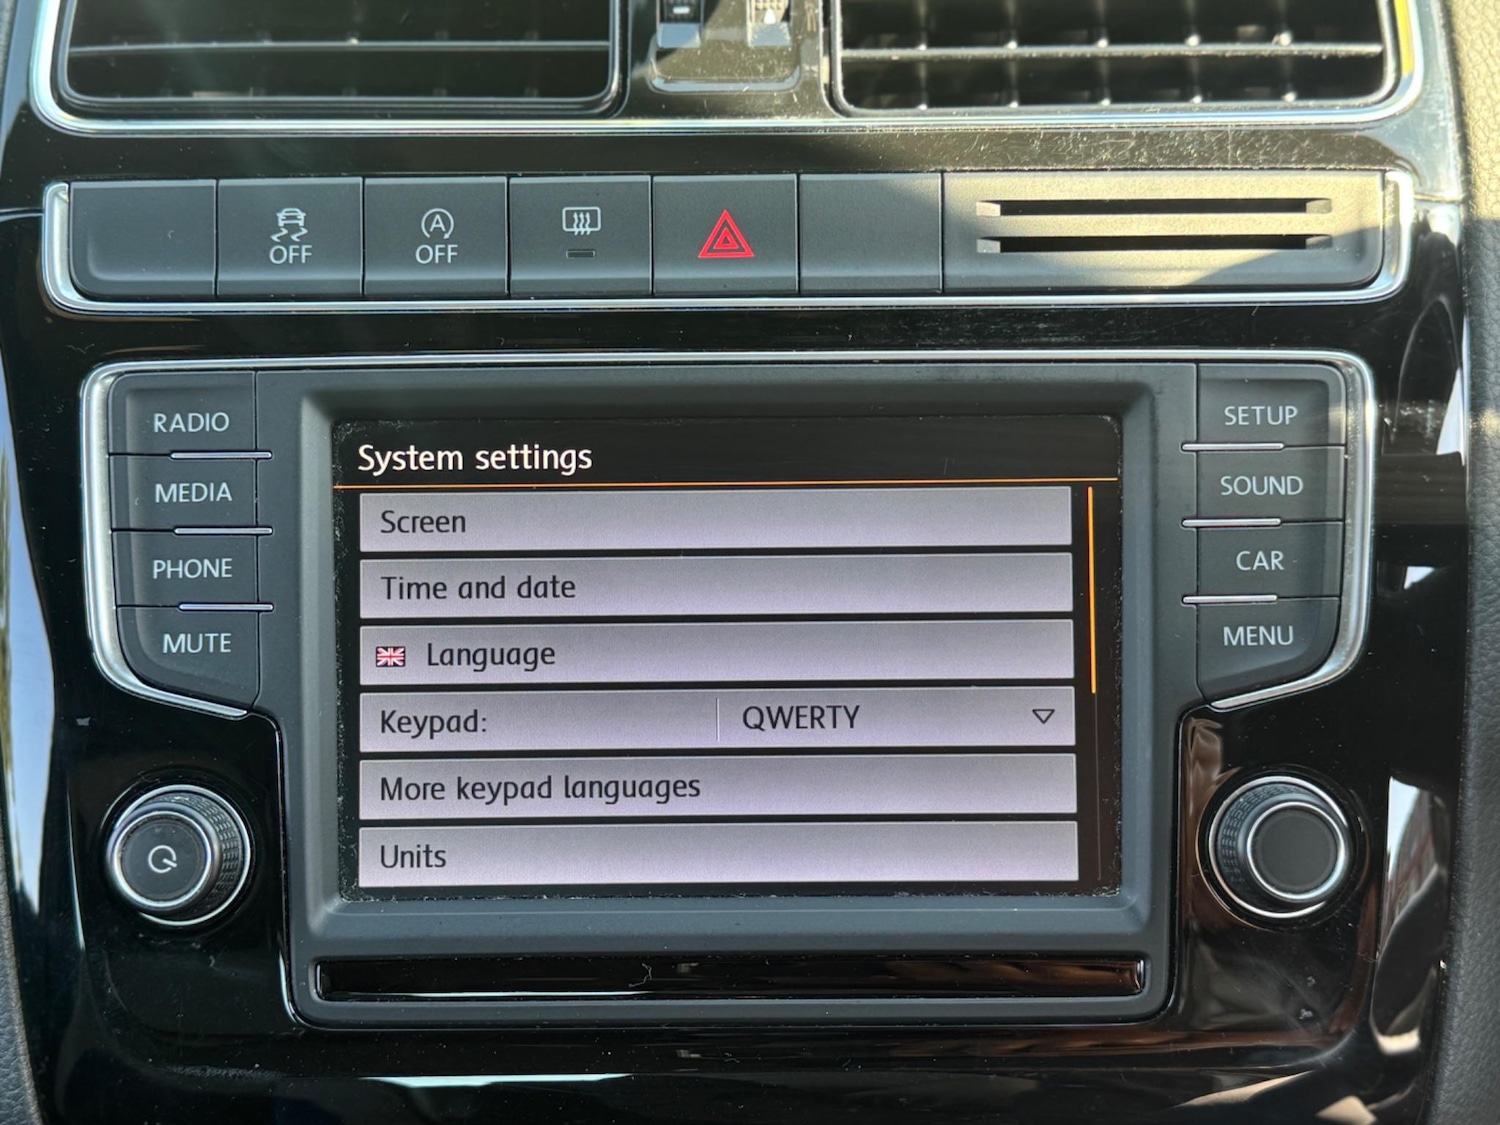 OFF
A
OFF
RADIO
MEDIA
PHONE
MUTE
SETUP
SOUND
CAR
MENU
System settings
Screen
Time and date
Language
Keypad: QWERTY
More keypad languages
Units